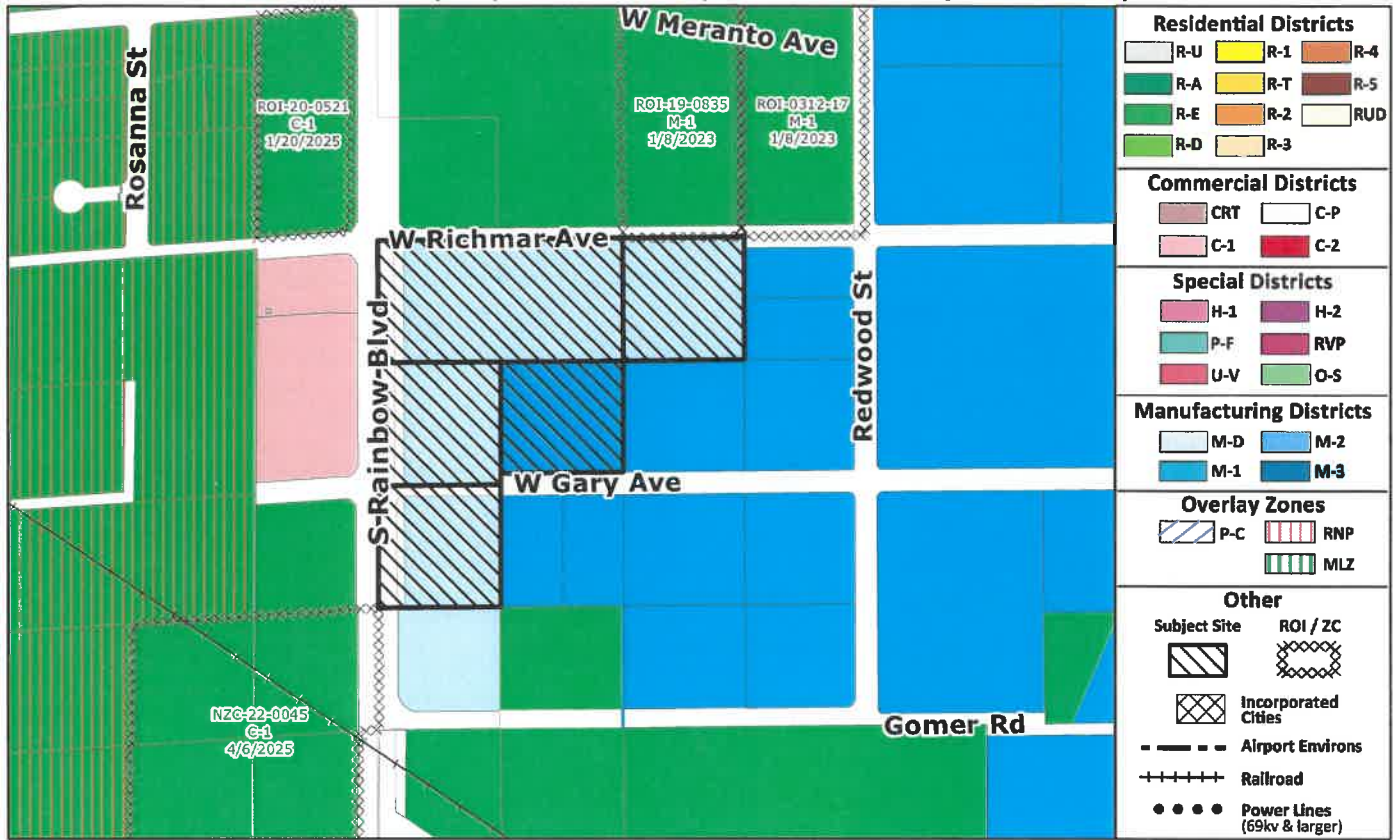 W Meranto Ave
Rosanna St
ROI-20-0521
C-1
1/20/2025
ROI-19-0835
M-1
1/8/2023
ROI-0312-17
M-1
1/8/2023
W Richmar Ave
S Rainbow Blvd
Redwood St
W Gary Ave
Gomer Rd
NZC-22-0045
C-1
4/6/2025
Residential Districts
R-U R-1 R-4
R-A R-T R-5
R-E R-2 RUD
R-D R-3
Commercial Districts
CRT C-P
C-1 C-2
Special Districts
H-1 H-2
P-F RVP
U-V O-S
Manufacturing Districts
M-D M-2
M-1 M-3
Overlay Zones
P-C RNP
MLZ
Other
Subject Site ROI / ZC
Incorporated
Cities
Airport Environs
Railroad
Power Lines
(69kv & larger)